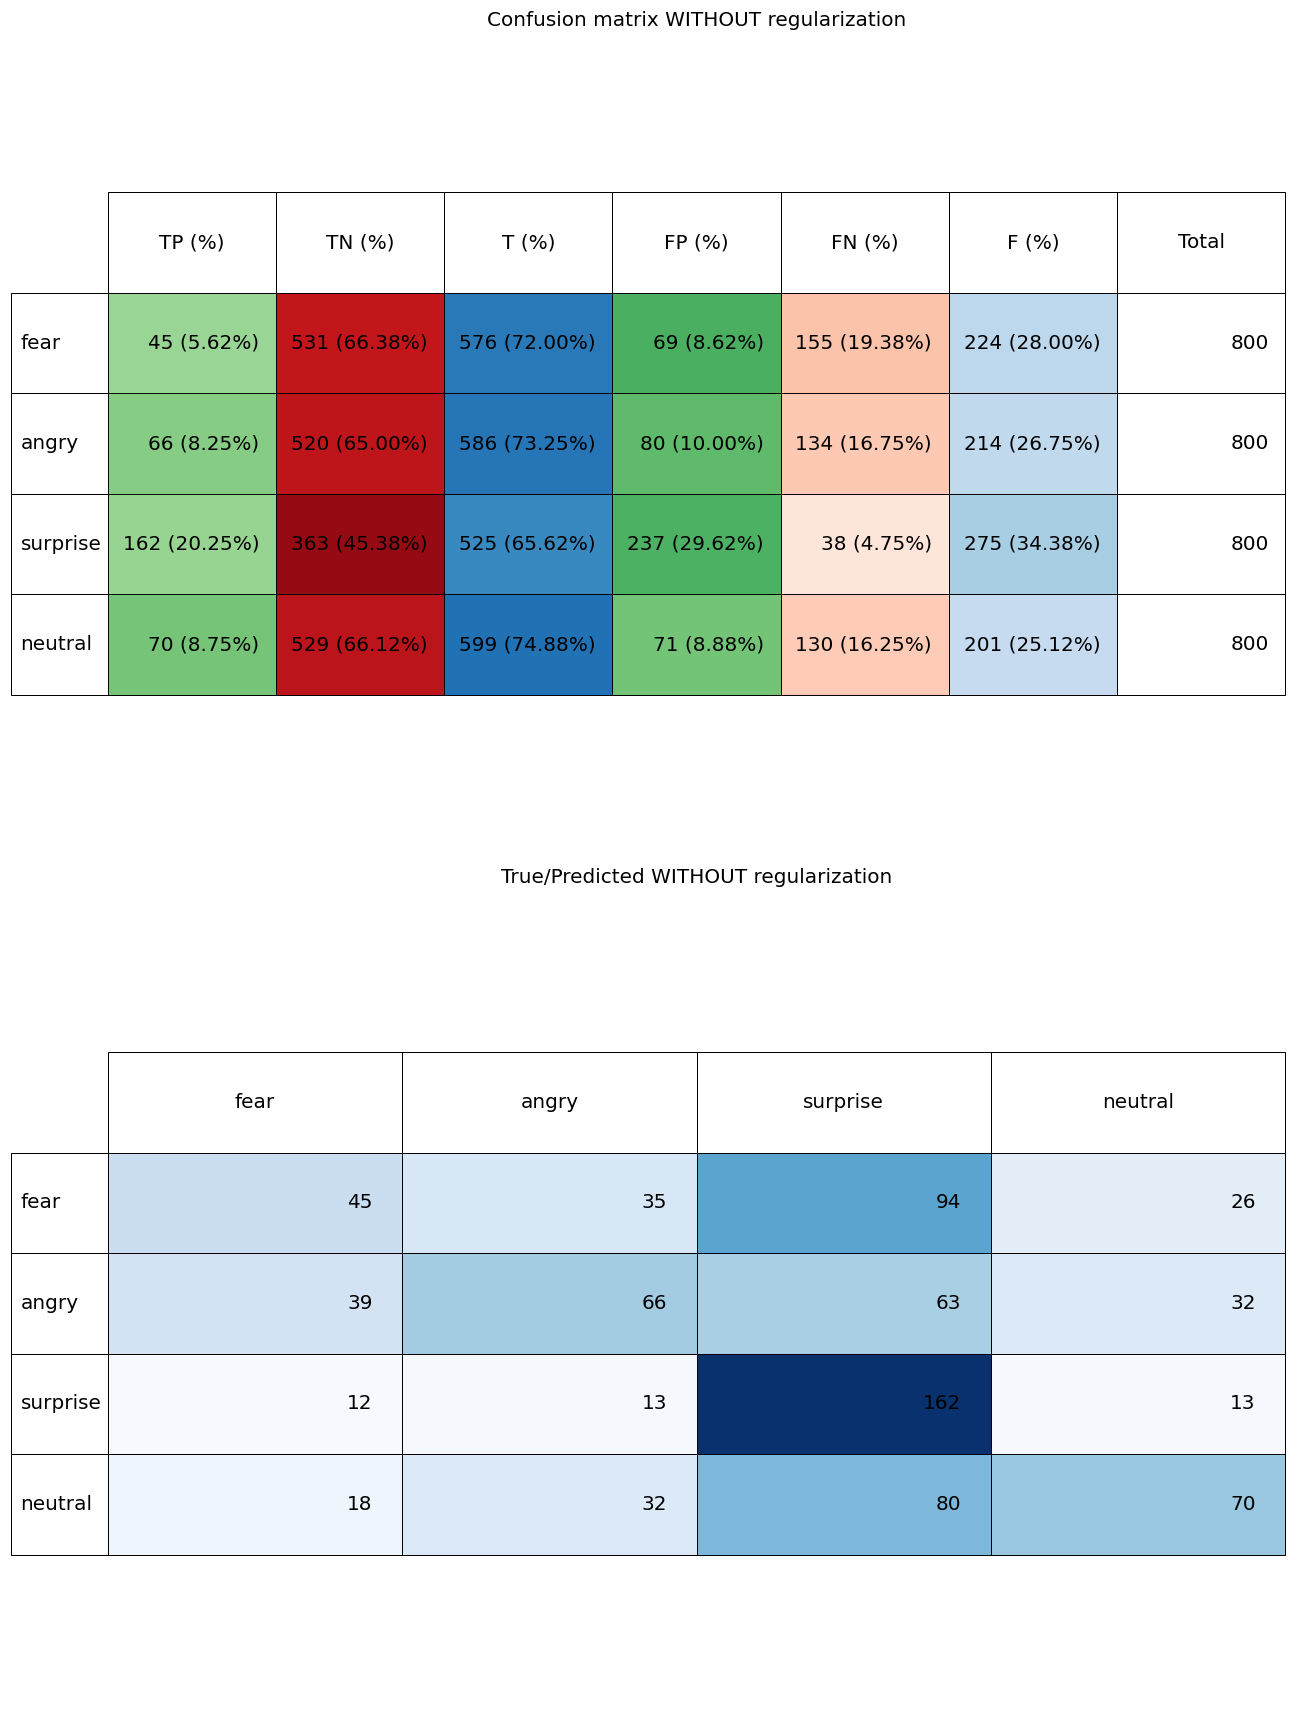 Confusion matrix WITHOUT regularization
TP (%) TN (%) T (%) FP (%) FN (%) F (%) Total
fear 45 (5.62%) 531 (66.38%) 576 (72.00%) 69 (8.62%) 155 (19.38%) 224 (28.00%) 800
angry 66 (8.25%) 520 (65.00%) 586 (73.25%) 80 (10.00%) 134 (16.75%) 214 (26.75%) 800
surprise 162 (20.25%) 363 (45.38%) 525 (65.62%) 237 (29.62%) 38 (4.75%) 275 (34.38%) 800
neutral 70 (8.75%) 529 (66.12%) 599 (74.88%) 71 (8.88%) 130 (16.25%) 201 (25.12%) 800
True/Predicted WITHOUT regularization
fear angry surprise neutral
fear 45 35 94 26
angry 39 66 63 32
surprise 12 13 162 13
neutral 18 32 80 70